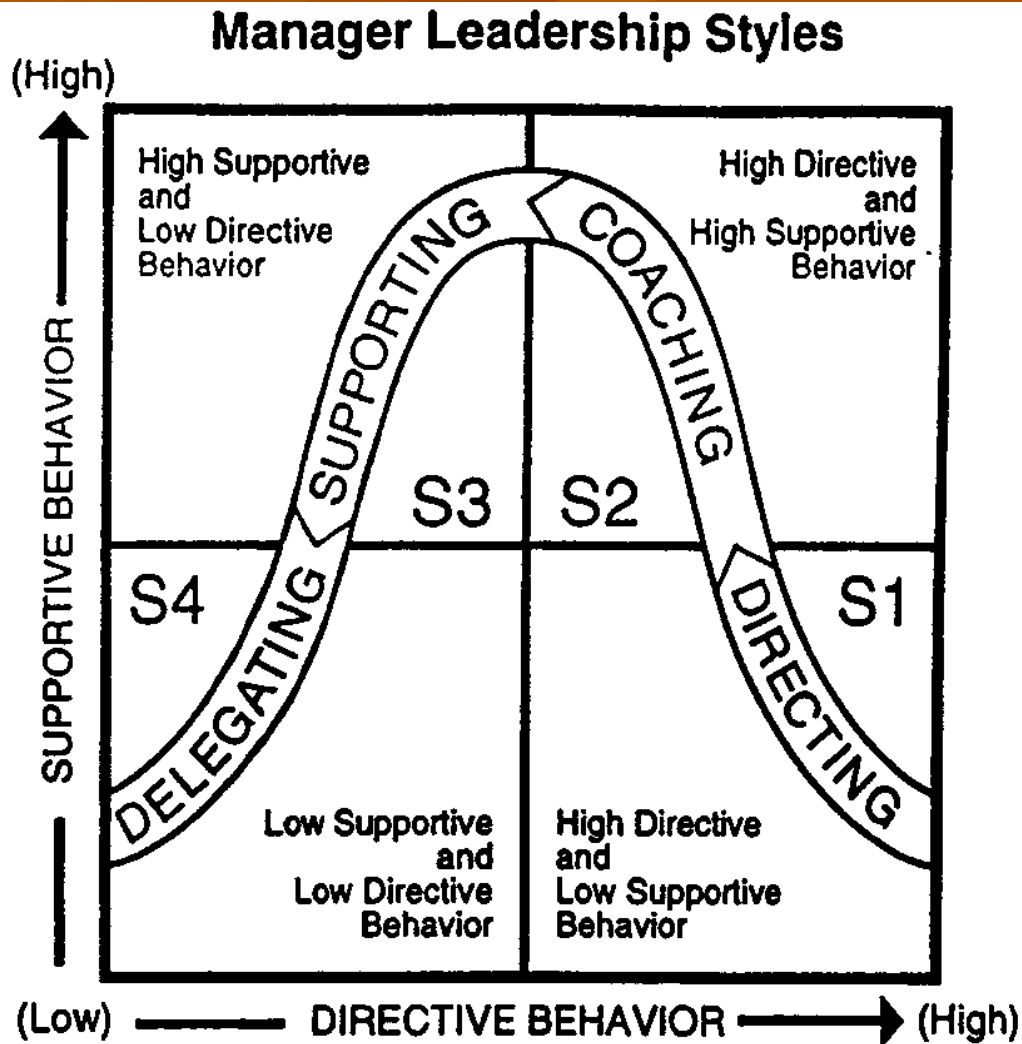 Manager Leadership Styles
(High)
High Supportive
and
Low Directive
Behavior
High Directive
and
High Supportive
Behavior
SUPPORTING
COACHING
SUPPORTIVE BEHAVIOR
S3
S2
S4
S1
DELEGATING
DIRECTING
Low Supportive
and
Low Directive
Behavior
High Directive
and
Low Supportive
Behavior
(Low)
DIRECTIVE BEHAVIOR
(High)